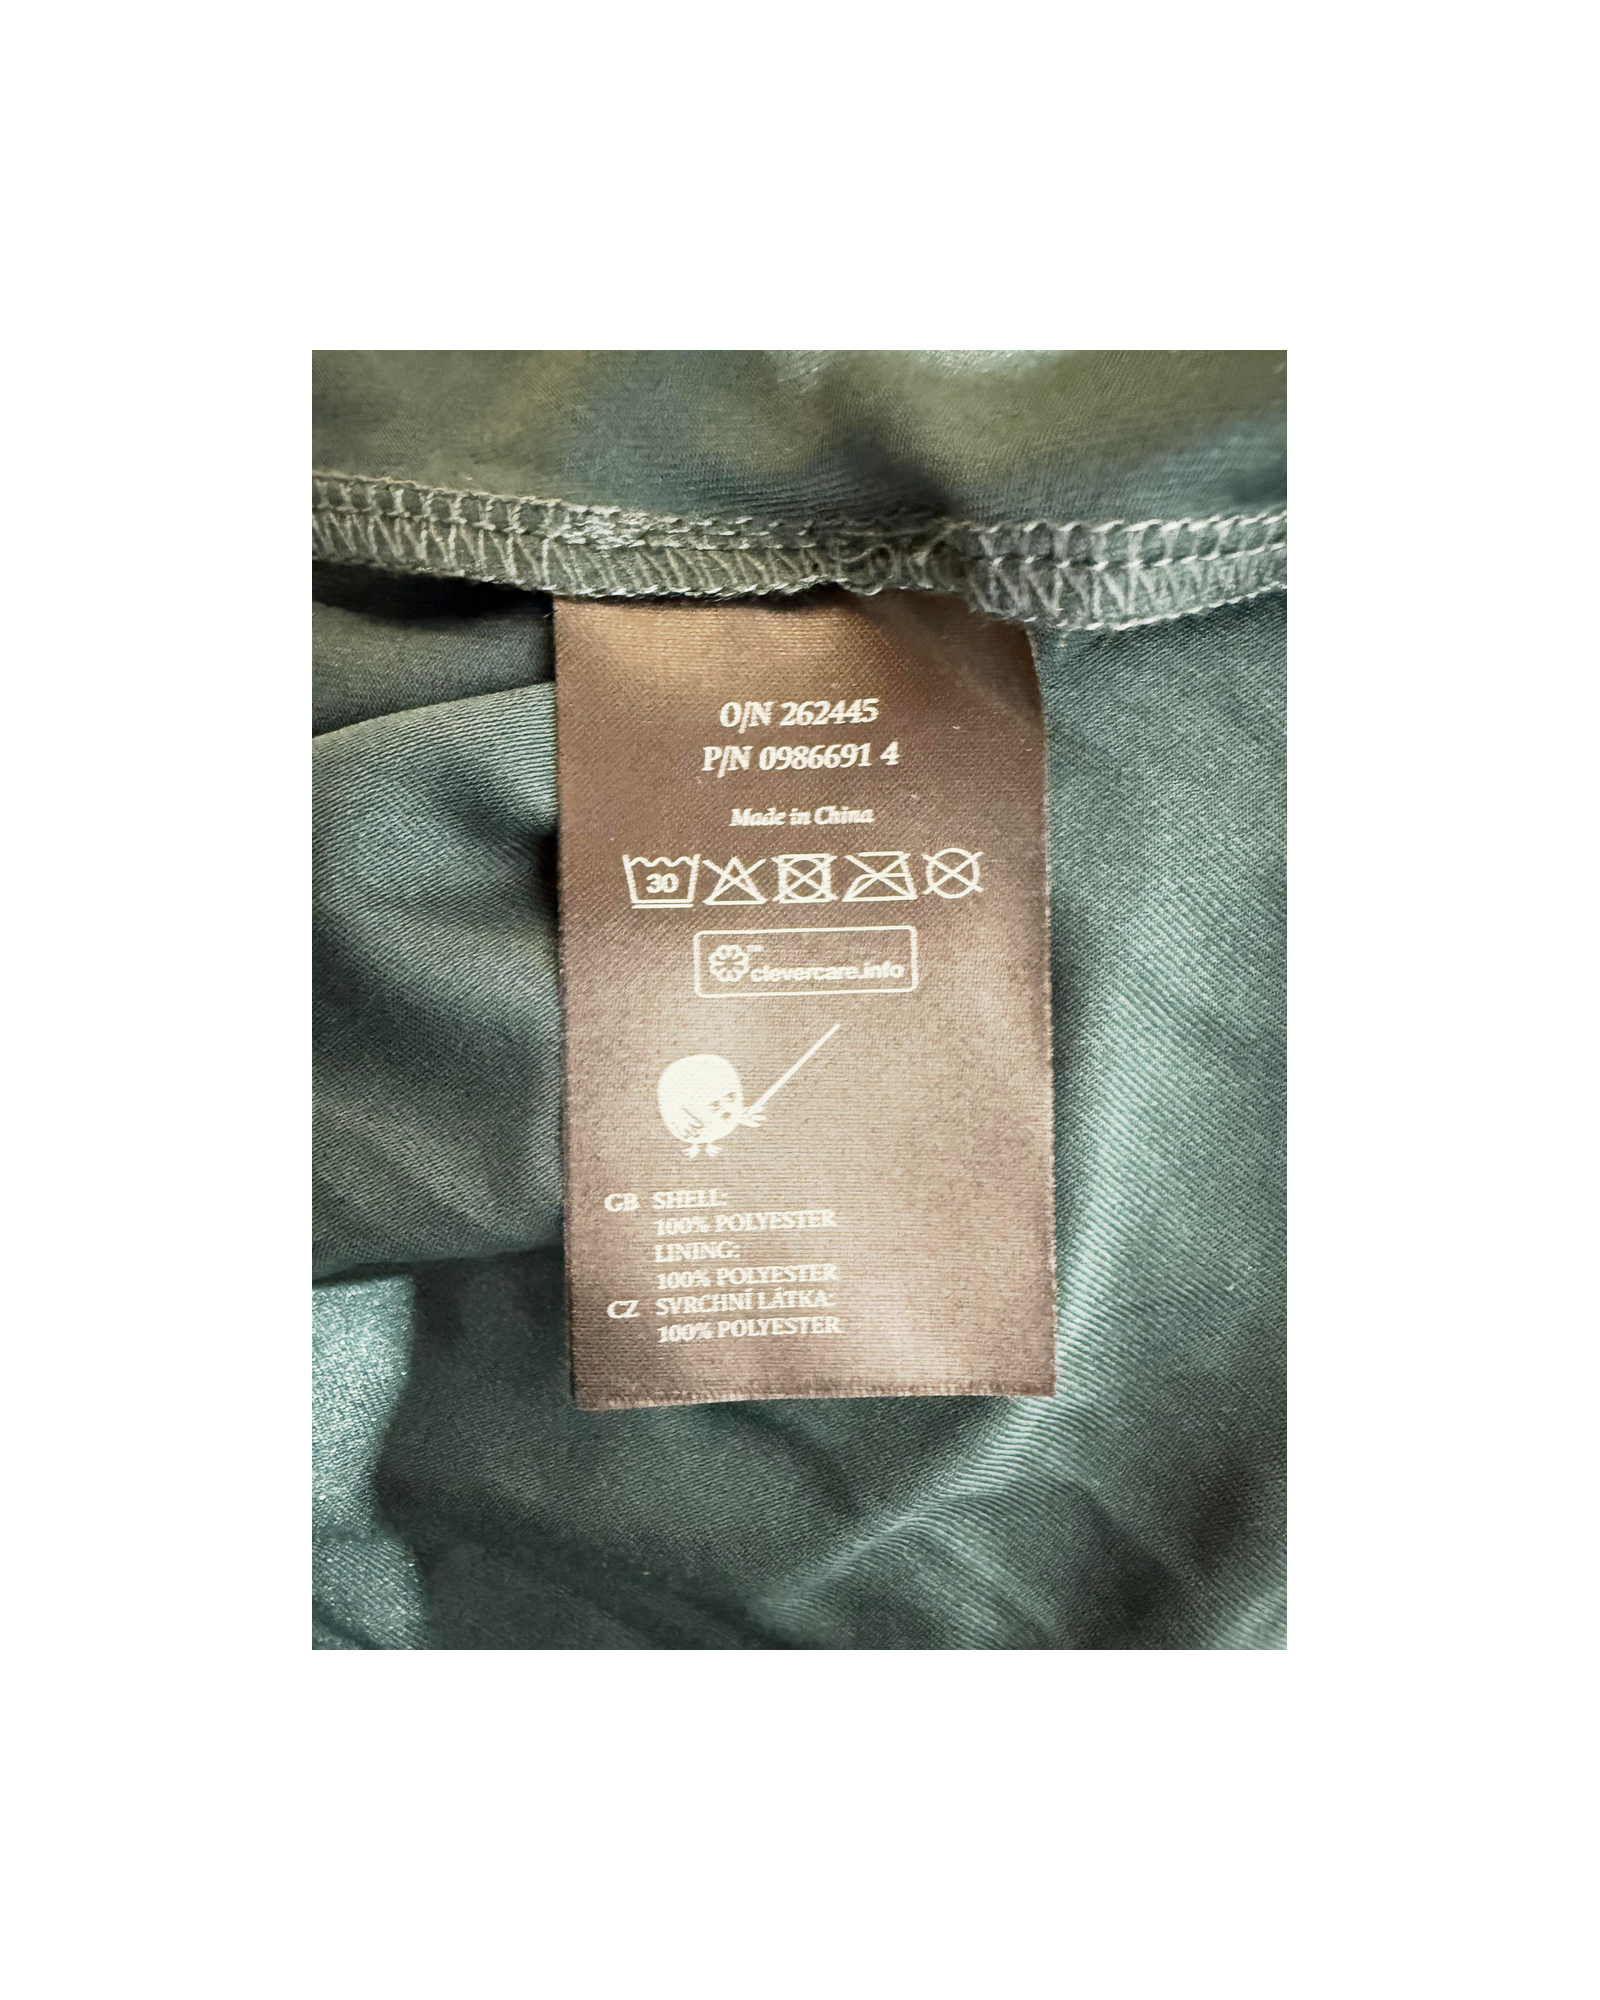 O/N 262445
P/N 0986691 4
Made in China
30
clevercare.info
GB SHELL:
100% POLYESTER
LINING:
100% POLYESTER
CZ SVRCHNÍ LÁTKA:
100% POLYESTER